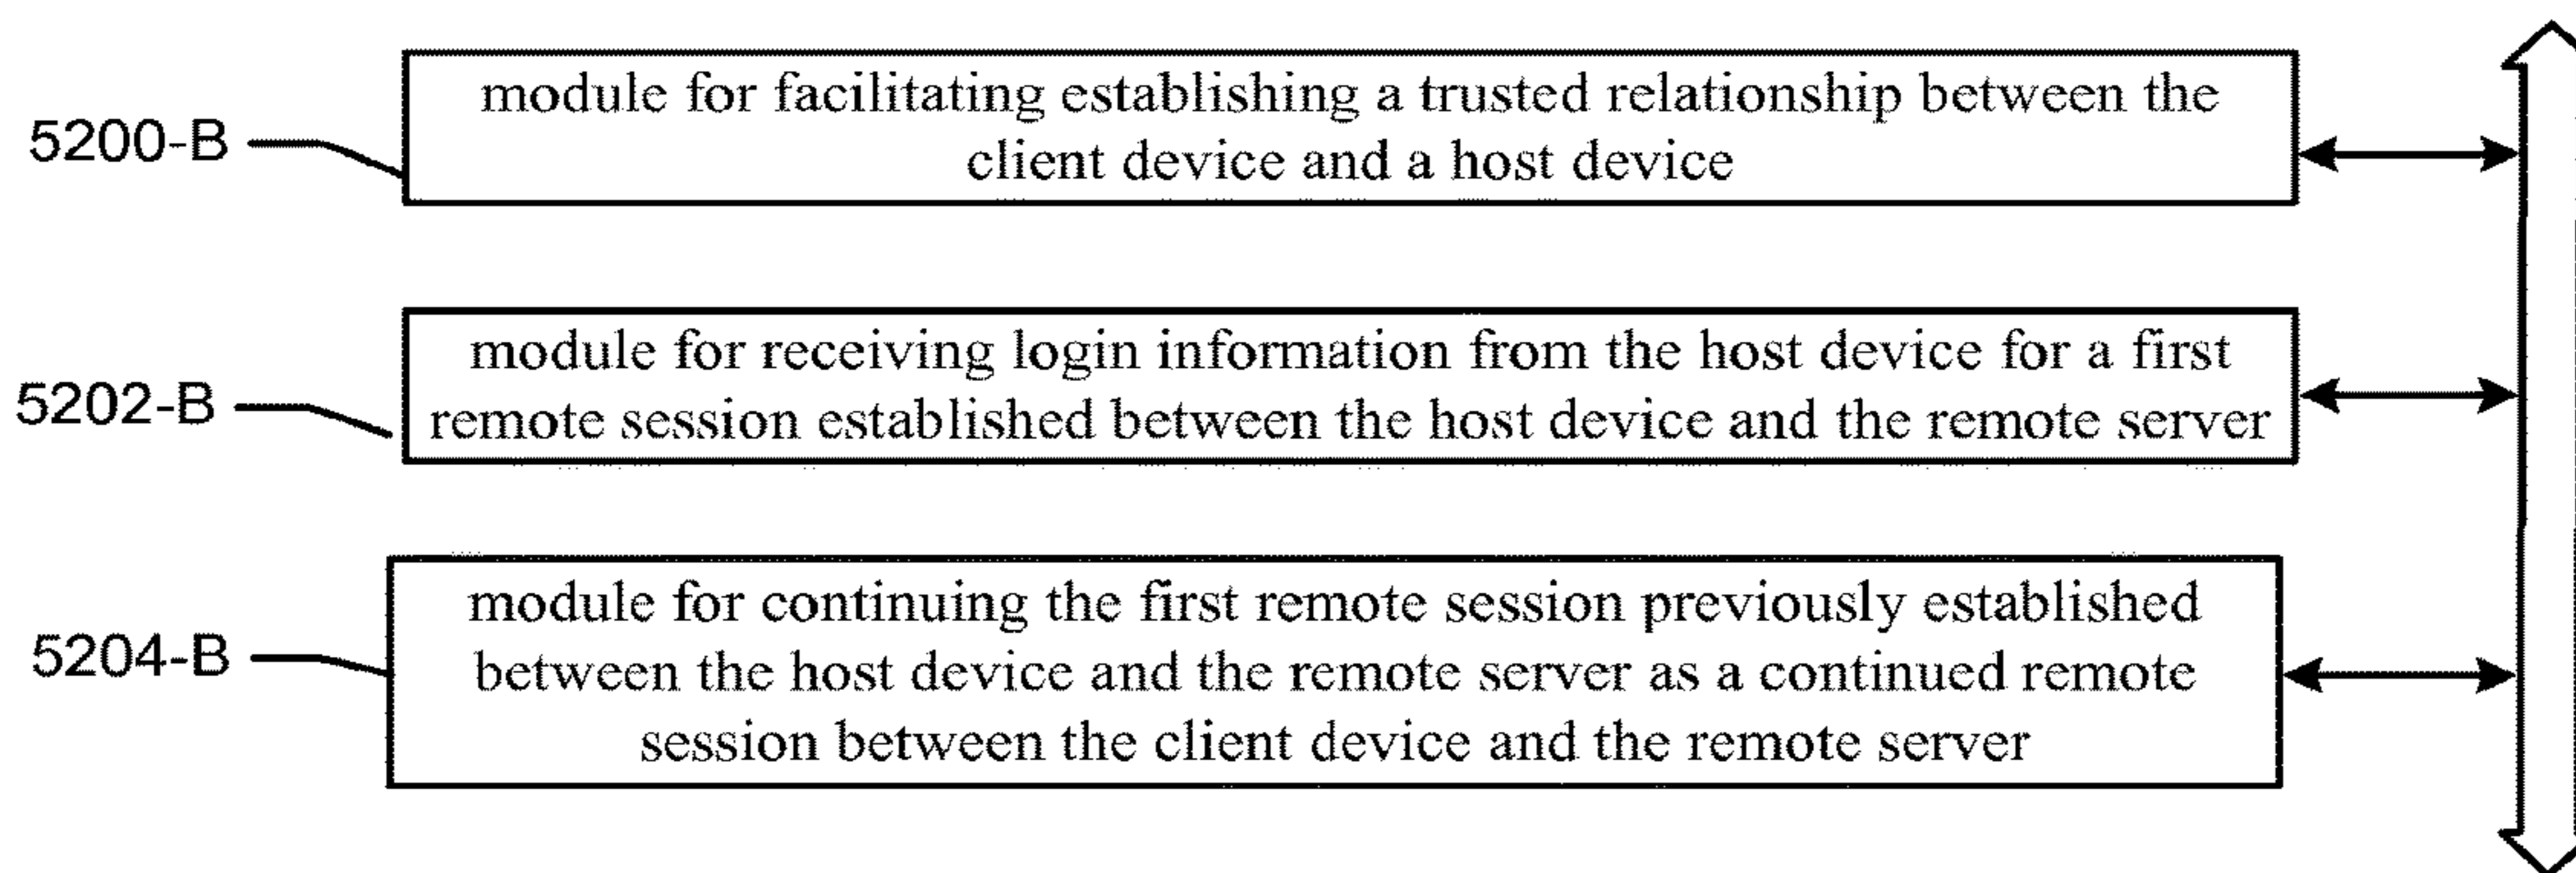 module for facilitating establishing a trusted relationship between the
5200-B
client device and a host device
module for receiving login information from the host device for a first
5202-B
remote session established between the host device and the remote server
module for continuing the first remote session previously established
5204-B
between the host device and the remote server as a continued remote
session between the client device and the remote server